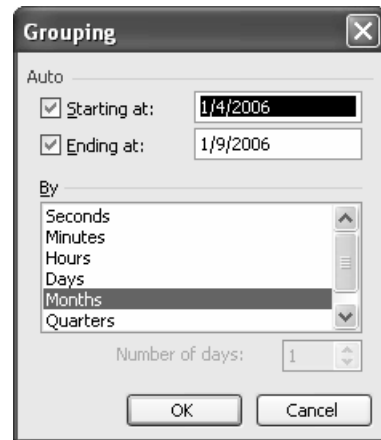 Grouping
Auto
Starting at: 1/4/2006
Ending at: 1/9/2006
By
Seconds
Minutes
Hours
Days
Months
Quarters
Number of days: 1
OK Cancel